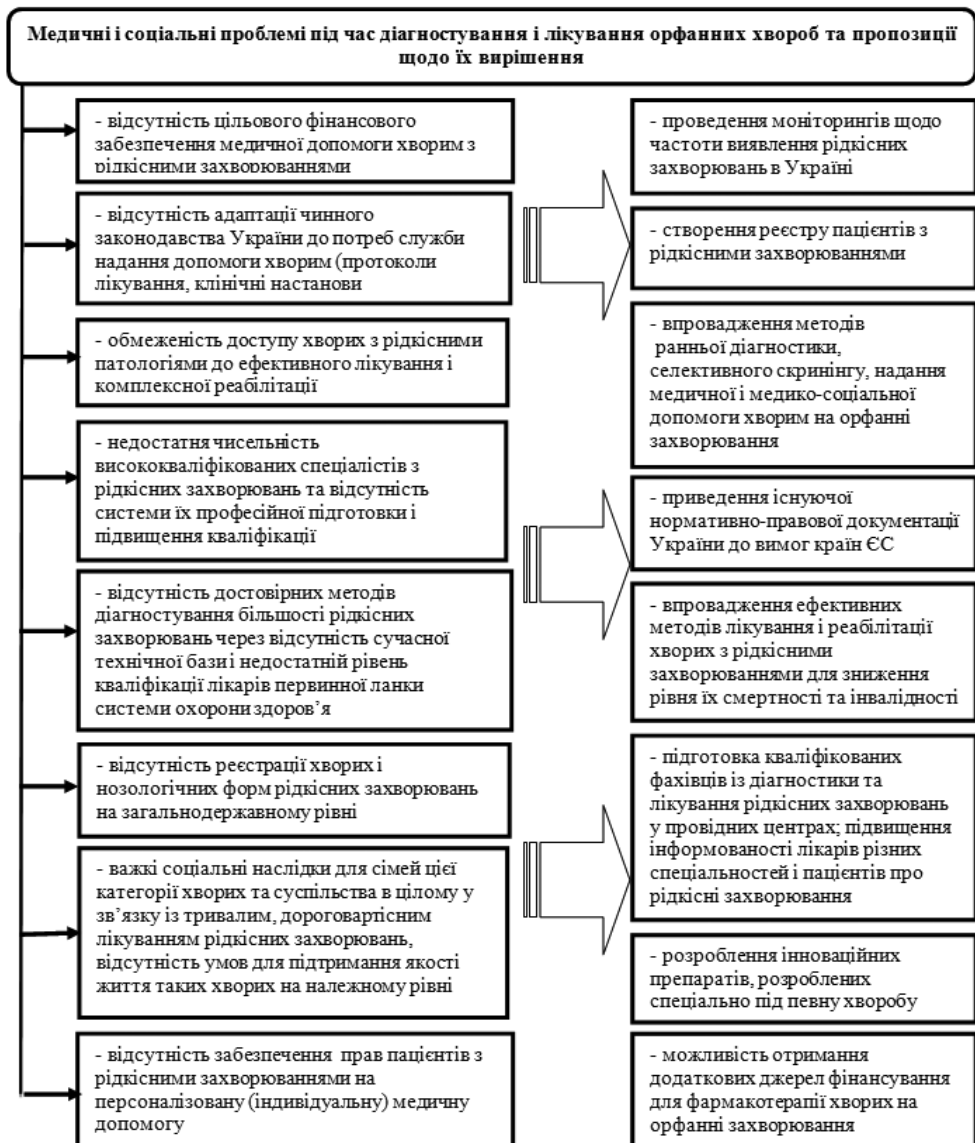 Медичні і соціальні проблемі під час діагностування і лікування орфанних хвороб та пропозиції
щодо їх вирішення
- відсутність цільового фінансового
забезпечення медичної допомоги хворим з
рідкісними захворюваннями
- відсутність адаптації чинного
законодавства України до потреб служби
надання допомоги хворим (протоколи
лікування, клінічні настанови
- обмеженість доступу хворих з рідкісними
патологіями до ефективного лікування і
комплексної реабілітації
- недостатня чисельність
висококваліфікованих спеціалістів з
рідкісних захворювань та відсутність
системи їх професійної підготовки і
підвищення кваліфікації
- відсутність достовірних методів
діагностування більшості рідкісних
захворювань через відсутність сучасної
технічної бази і недостатній рівень
кваліфікації лікарів первинної ланки
системи охорони здоров’я
- відсутність реєстрації хворих і
нозологічних форм рідкісних захворювань
на загальнодержавному рівні
- важкі соціальні наслідки для сімей цієї
категорії хворих та суспільства в цілому у
зв’язку із тривалим, дороговартісним
лікуванням рідкісних захворювань,
відсутність умов для підтримання якості
життя таких хворих на належному рівні
- відсутність забезпечення прав пацієнтів з
рідкісними захворюваннями на
персоналізовану (індивідуальну) медичну
допомогу
- проведення моніторингів щодо
частоти виявлення рідкісних
захворювань в Україні
- створення реєстру пацієнтів з
рідкісними захворюваннями
- впровадження методів
ранньої діагностики,
селективного скринінгу, надання
медичної і медико-соціальної
допомоги хворим на орфанні
захворювання
- приведення існуючої
нормативно-правової документації
України до вимог країн ЄС
- впровадження ефективних
методів лікування і реабілітації
хворих з рідкісними
захворюваннями для зниження
рівня їх смертності та інвалідності
- підготовка кваліфікованих
фахівців із діагностики та
лікування рідкісних захворювань
у провідних центрах; підвищення
інформованості лікарів різних
спеціальностей і пацієнтів про
рідкісні захворювання
- розроблення інноваційних
препаратів, розроблених
спеціально під певну хворобу
- можливість отримання
додаткових джерел фінансування
для фармакотерапії хворих на
орфанні захворювання